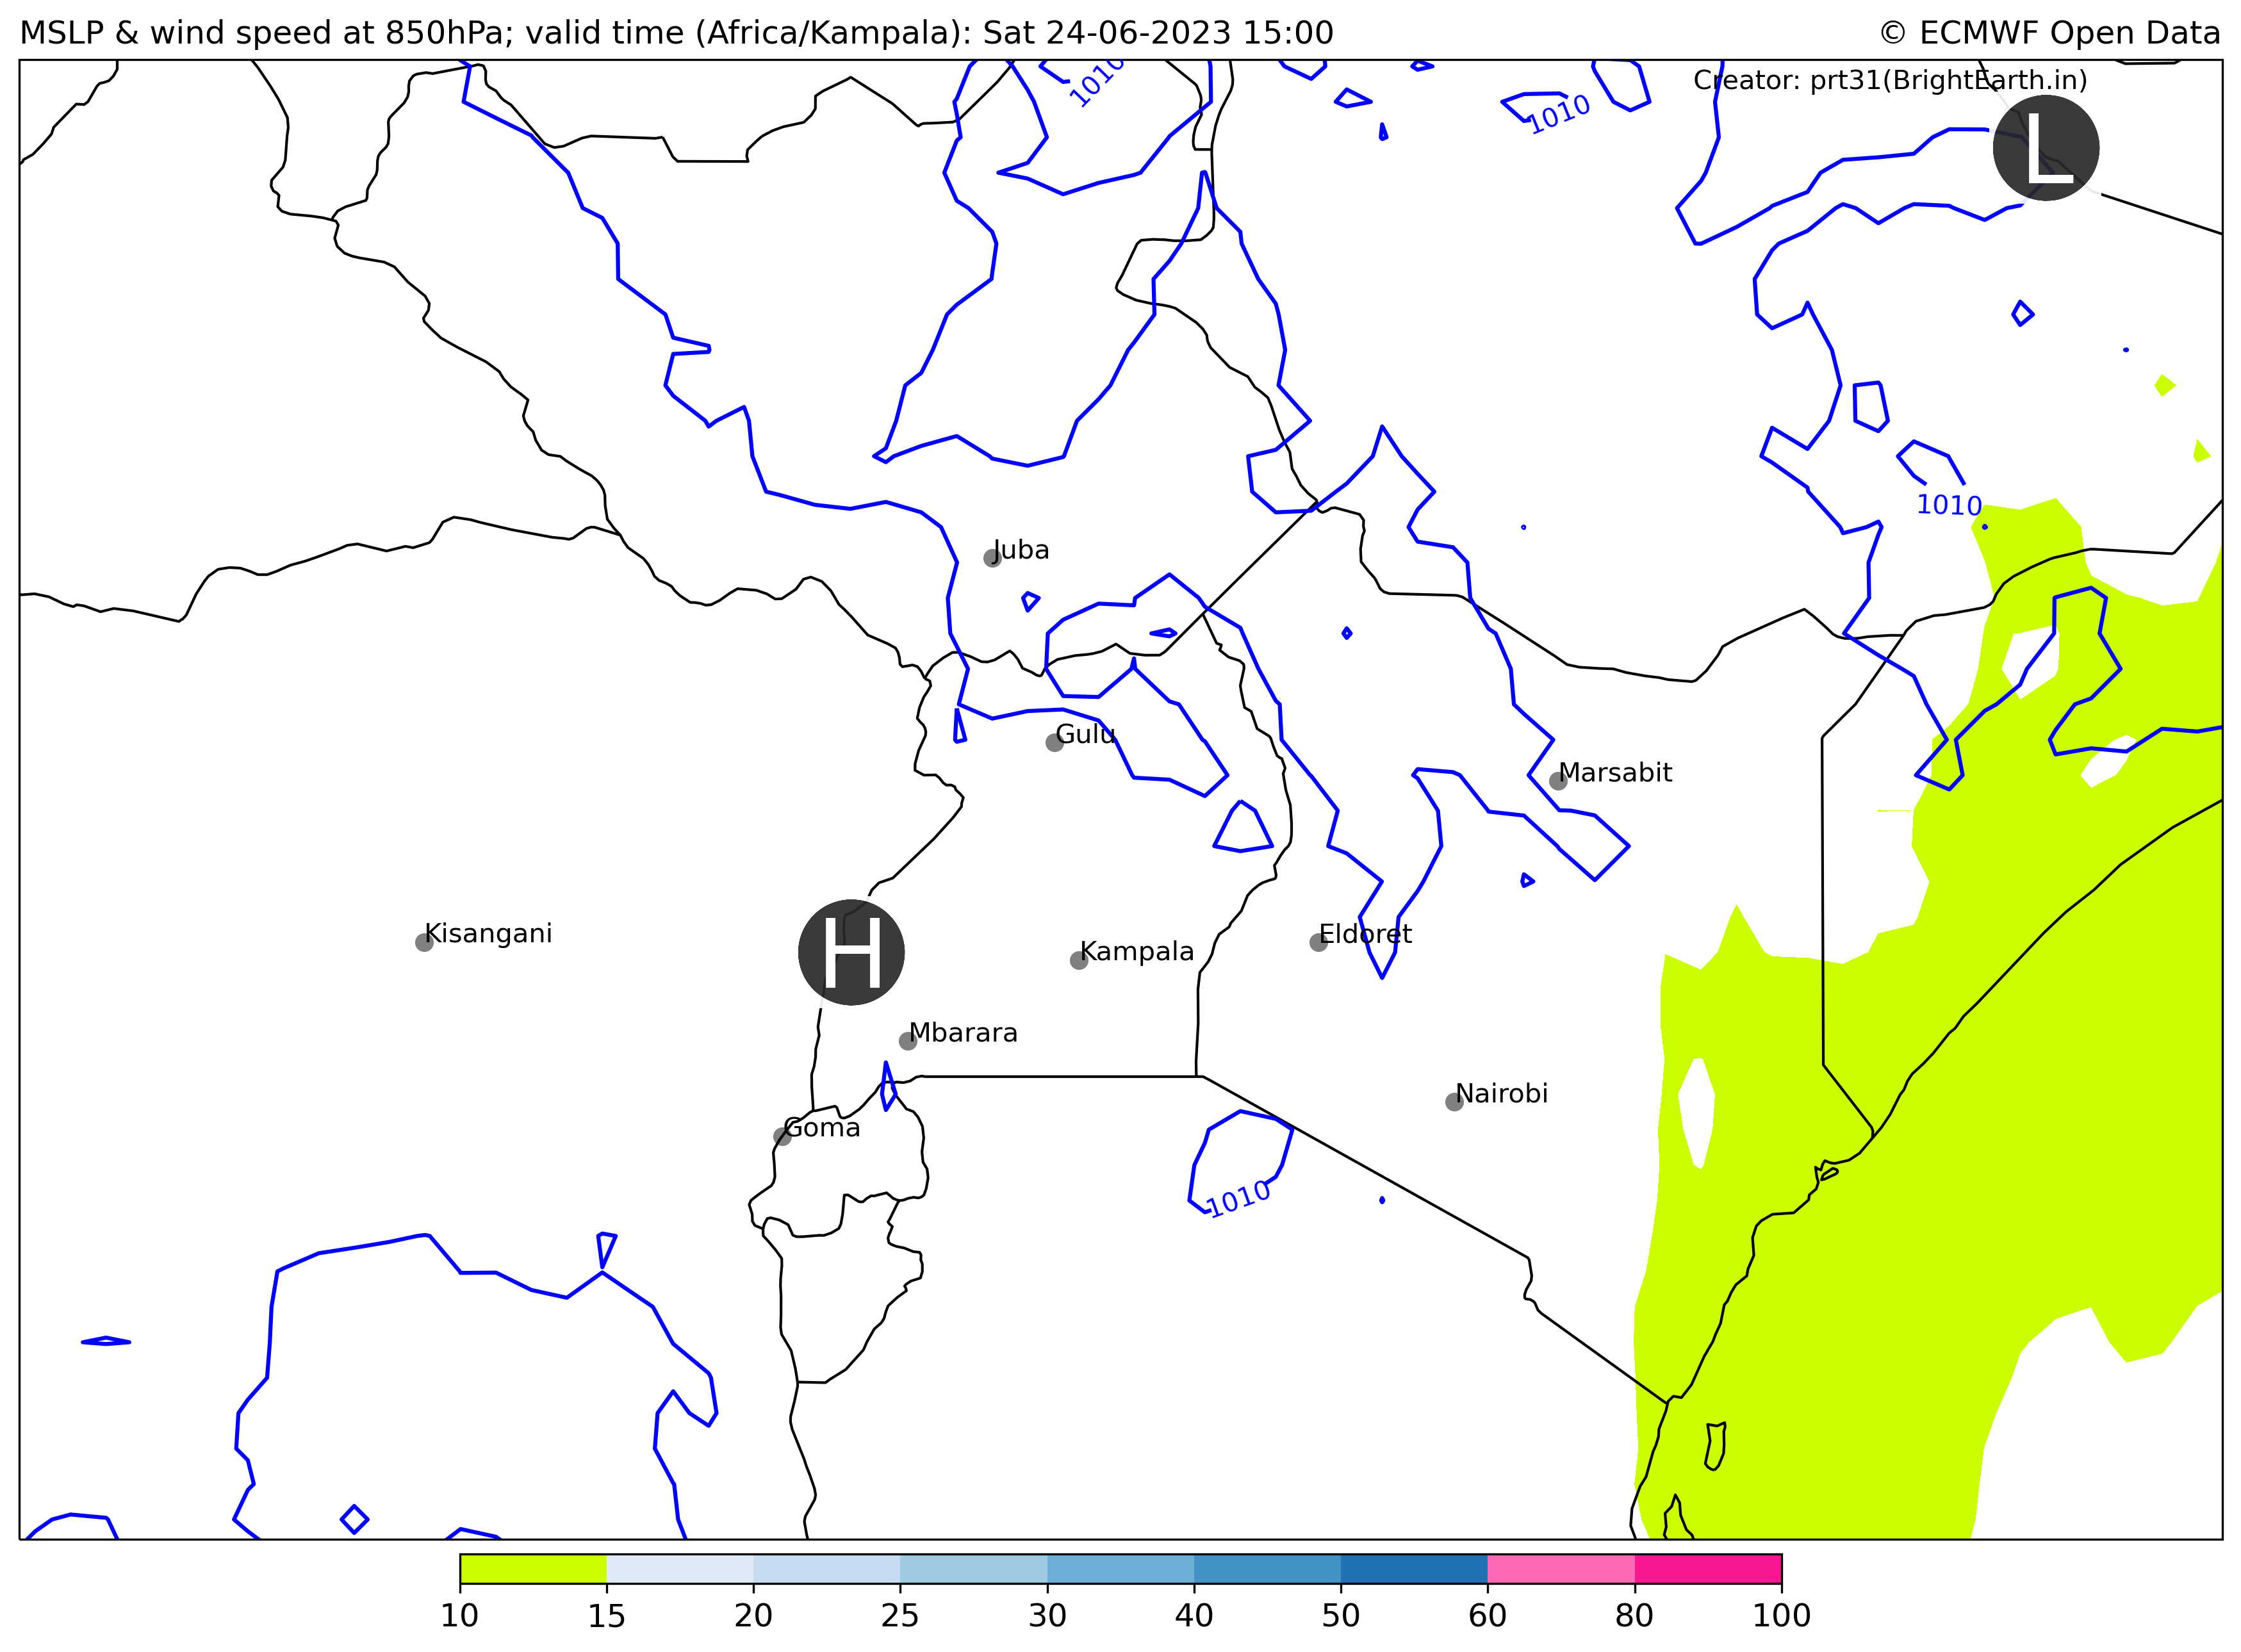 MSLP & wind speed at 850hPa; valid time (Africa/Kampala): Sat 24-06-2023 15:00
© ECMWF Open Data
Creator: prt31(BrightEarth.in)
1010
1010
L
1010
Juba
Gulu
Marsabit
Kisangani
H
Kampala
Eldoret
Mbarara
Nairobi
Goma
1010
10 15 20 25 30 40 50 60 80 100